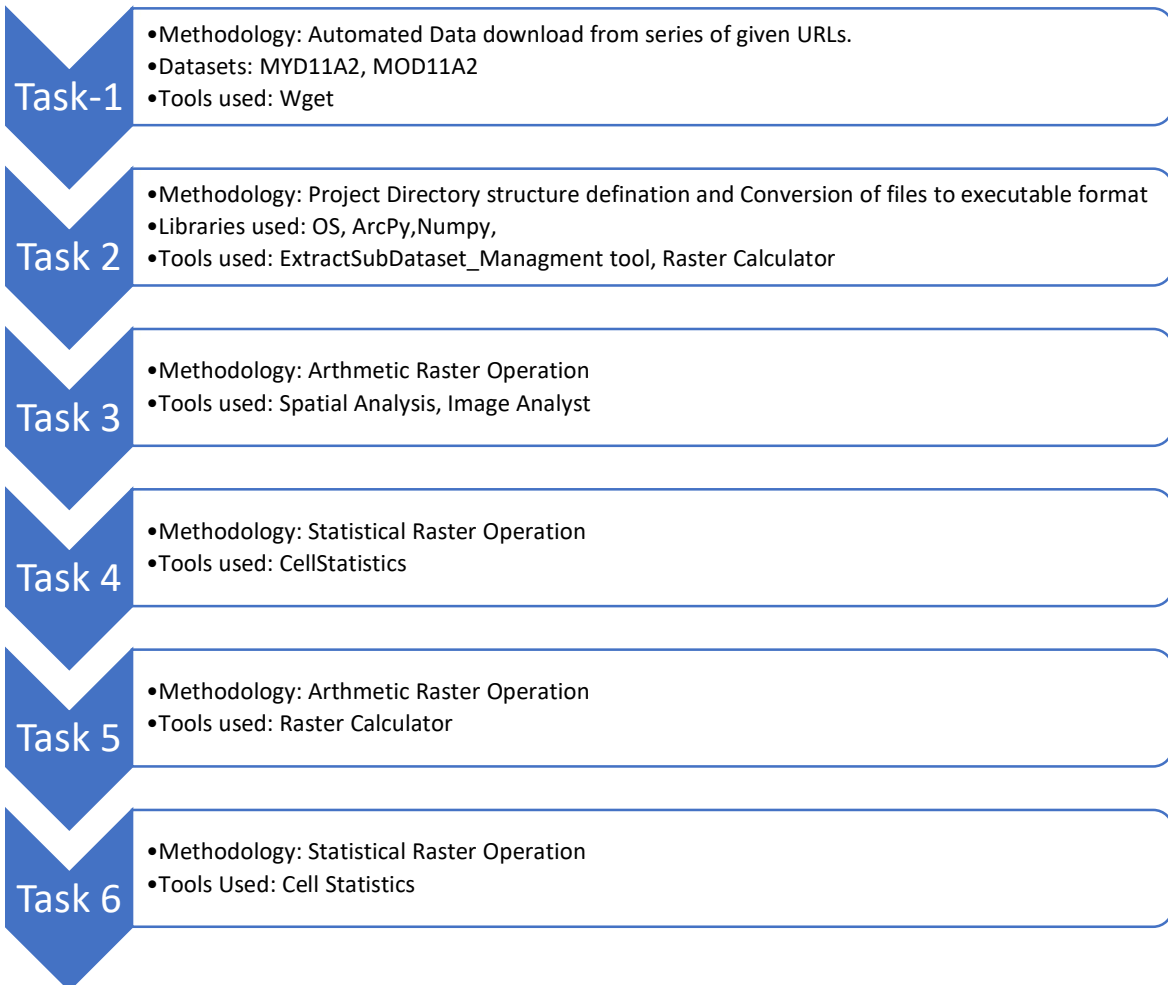 Task-1
•Methodology: Automated Data download from series of given URLs.
•Datasets: MYD11A2, MOD11A2
•Tools used: Wget
Task 2
•Methodology: Project Directory structure defination and Conversion of files to executable format
•Libraries used: OS, ArcPy,Numpy,
•Tools used: ExtractSubDataset_Managment tool, Raster Calculator
Task 3
•Methodology: Arthmetic Raster Operation
•Tools used: Spatial Analysis, Image Analyst
Task 4
•Methodology: Statistical Raster Operation
•Tools used: CellStatistics
Task 5
•Methodology: Arthmetic Raster Operation
•Tools used: Raster Calculator
Task 6
•Methodology: Statistical Raster Operation
•Tools Used: Cell Statistics